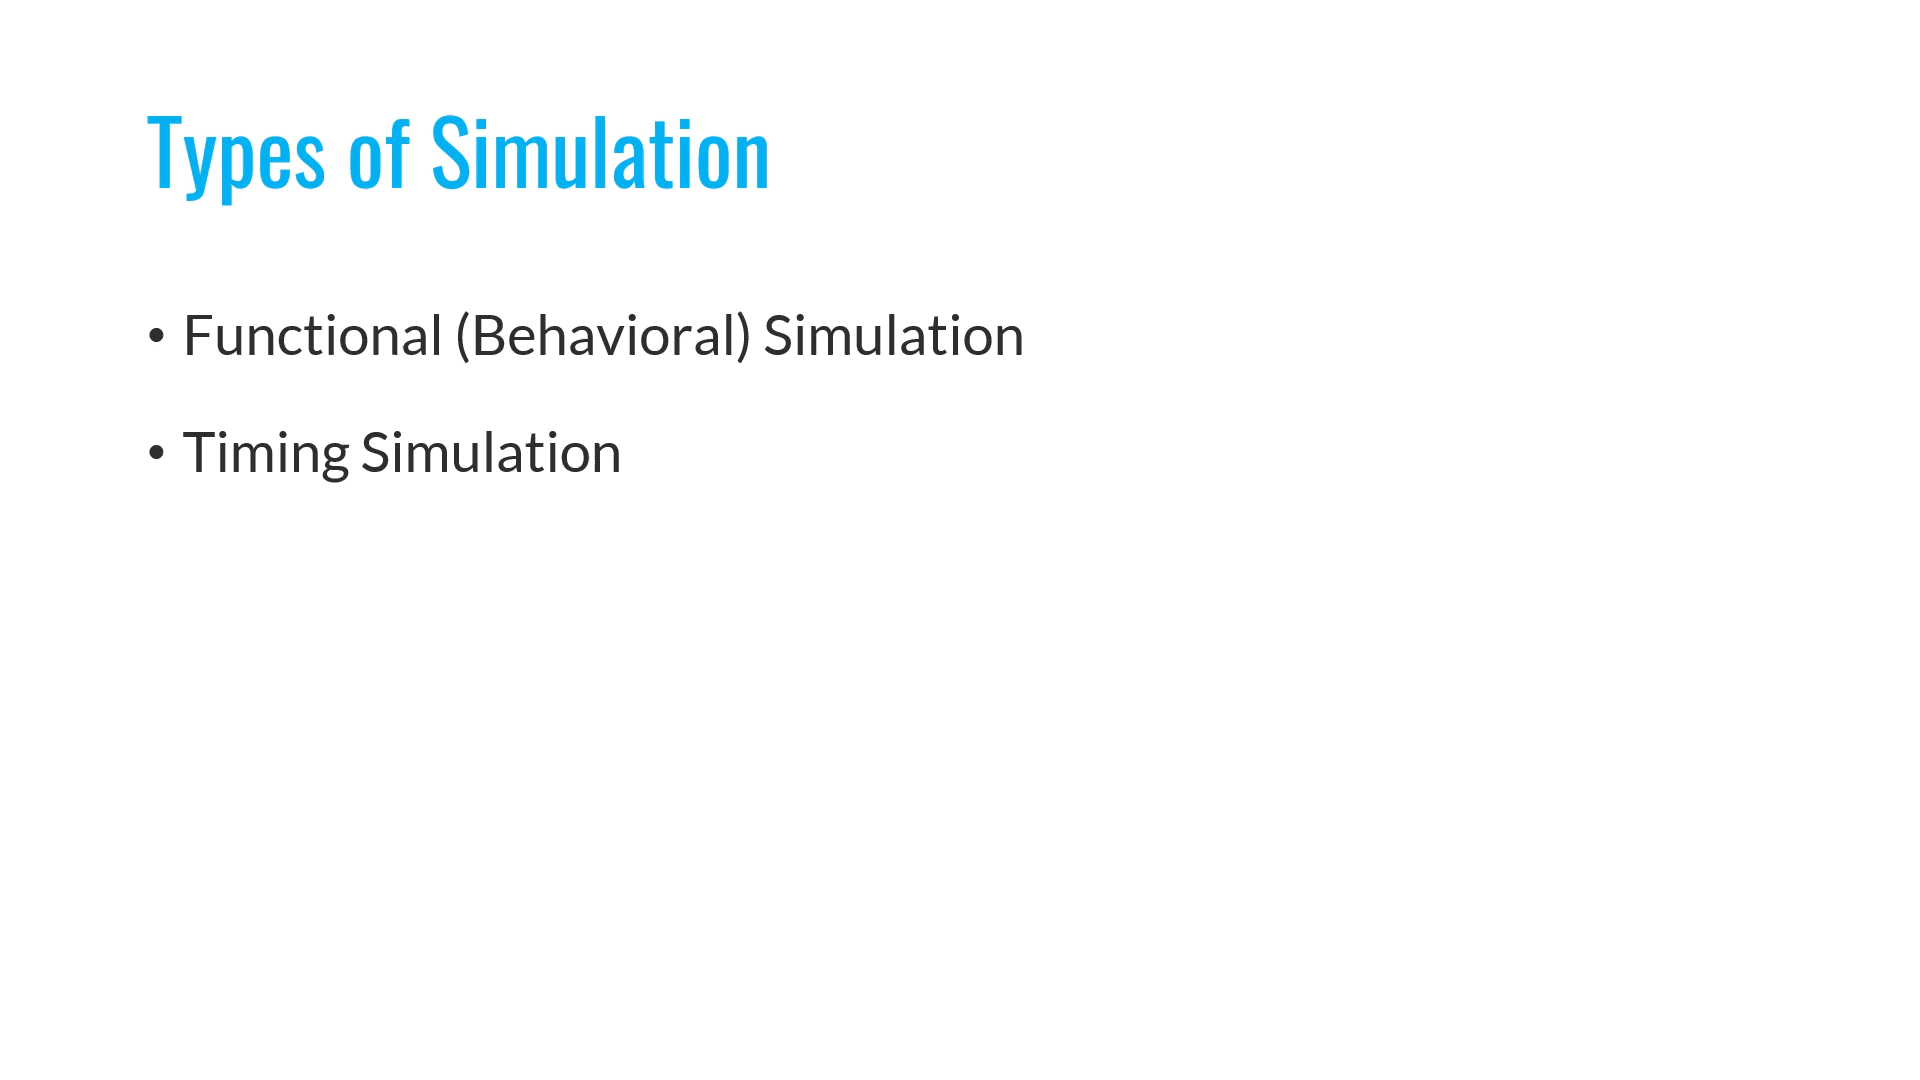 Types of Simulation
• Functional (Behavioral) Simulation
• Timing Simulation